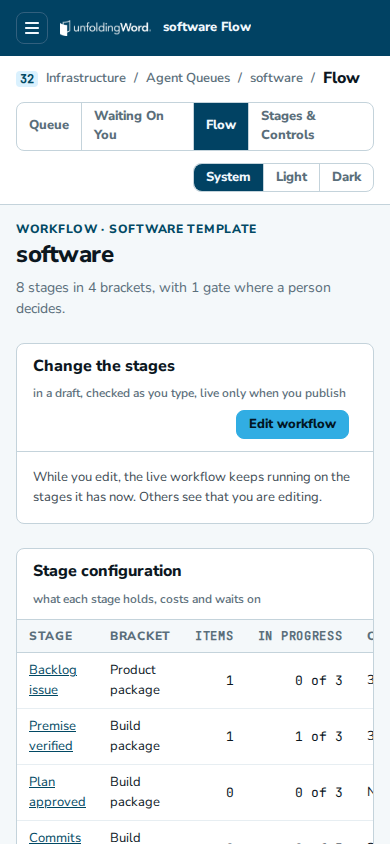 unfoldingWord. software Flow
32 Infrastructure / Agent Queues / software / Flow
Queue
Waiting On
You
Flow
Stages &
Controls
System Light Dark
WORKFLOW · SOFTWARE TEMPLATE
software
8 stages in 4 brackets, with 1 gate where a person
decides.
Change the stages
in a draft, checked as you type, live only when you publish
Edit workflow
While you edit, the live workflow keeps running on the
stages it has now. Others see that you are editing.
Stage configuration
what each stage holds, costs and waits on
STAGE BRACKET ITEMS IN PROGRESS
Backlog
issue
Product
package
1 0 of 3 3
Premise
verified
Build
package
1 1 of 3 3
Plan
approved
Build
package
0 0 of 3
Commits Build